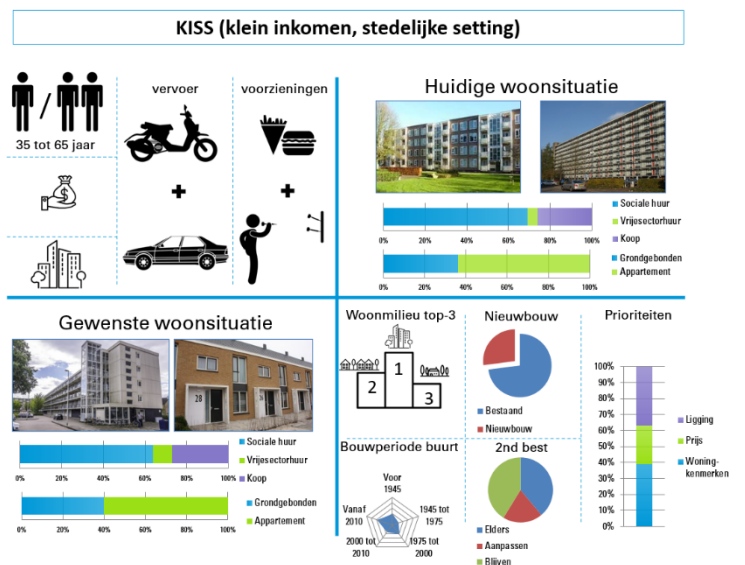 KISS (klein inkomen, stedelijke setting)
35 tot 65 jaar
vervoer
+
voorzieningen
+
Huidige woonsituatie
Sociale huur
Vrijesectorhuur
Koop
0% 20% 40% 60% 80% 100%
Grondgebonden
Appartement
0% 20% 40% 60% 80% 100%
Gewenste woonsituatie
28
Sociale huur
Vrijesectorhuur
Koop
0% 20% 40% 60% 80% 100%
Grondgebonden
Appartement
0% 20% 40% 60% 80% 100%
Woonmilieu top-3
1
2
3
Nieuwbouw
Bestaand
Nieuwbouw
Bouwperiode buurt
Voor
1945
1945 tot
1975
1975 tot
2000
2000 tot
2010
Vanaf
2010
2nd best
Elders
Aanpassen
Blijven
Prioriteiten
100%
90%
80%
70%
60%
50%
40%
30%
20%
10%
0%
Ligging
Prijs
Woning-
kenmerken